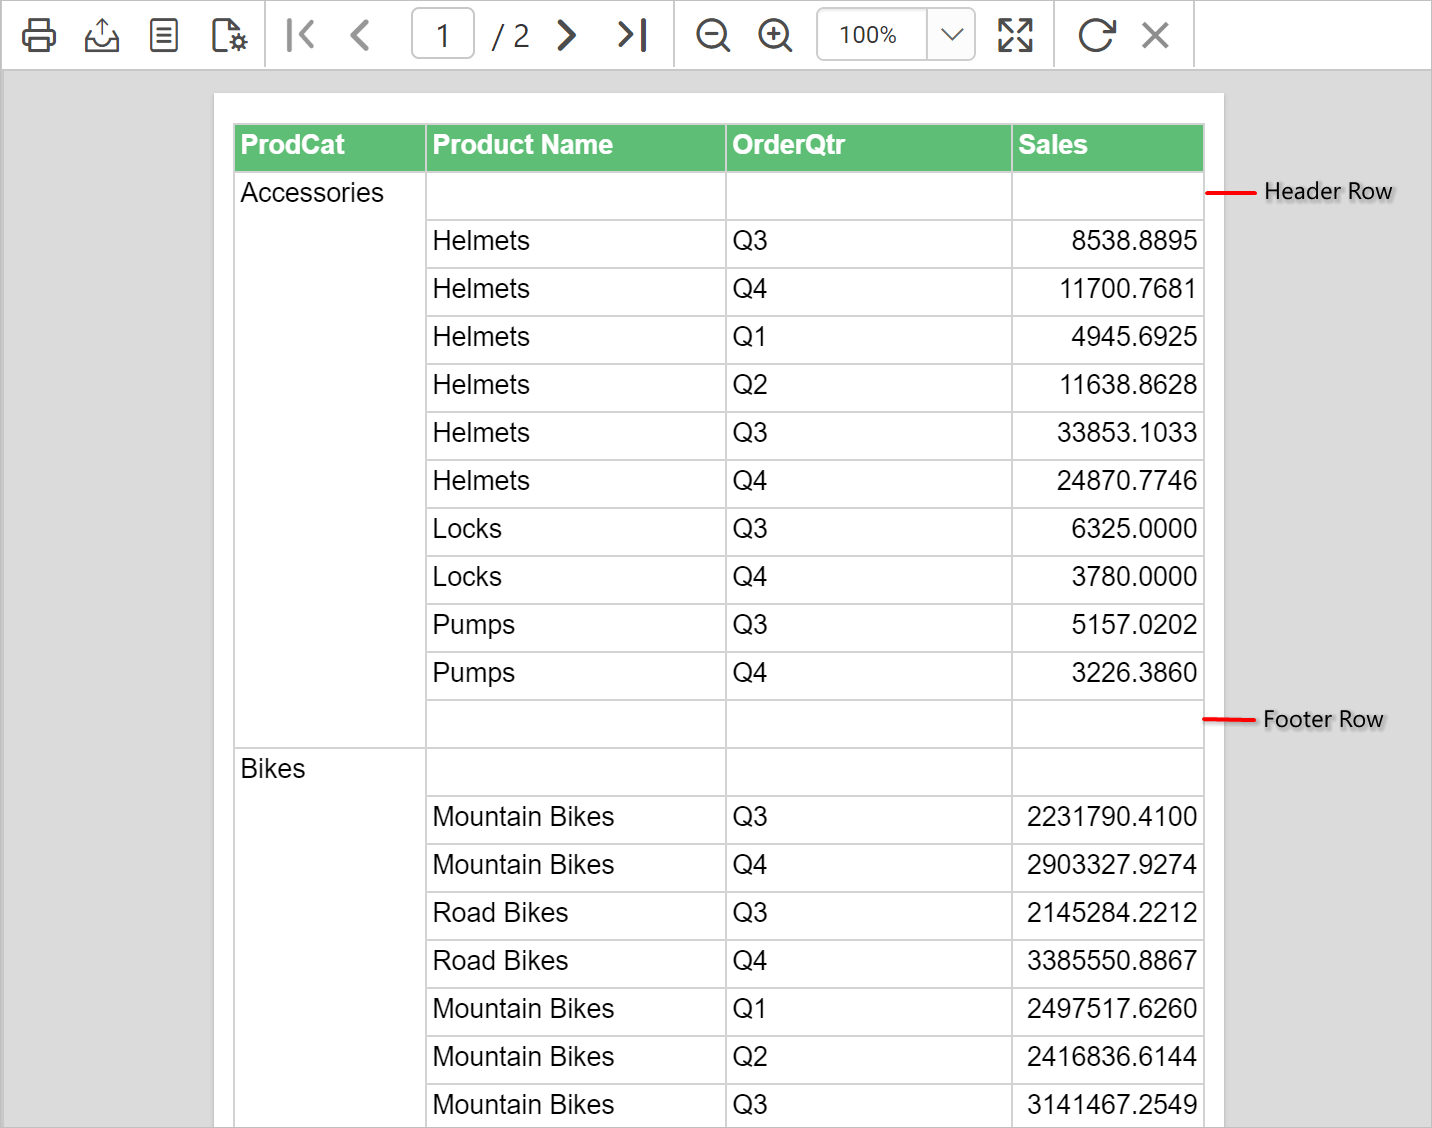 1 / 2 100%
ProdCat Product Name OrderQtr Sales
Accessories Header Row
Helmets Q3 8538.8895
Helmets Q4 11700.7681
Helmets Q1 4945.6925
Helmets Q2 11638.8628
Helmets Q3 33853.1033
Helmets Q4 24870.7746
Locks Q3 6325.0000
Locks Q4 3780.0000
Pumps Q3 5157.0202
Pumps Q4 3226.3860
Footer Row
Bikes
Mountain Bikes Q3 2231790.4100
Mountain Bikes Q4 2903327.9274
Road Bikes Q3 2145284.2212
Road Bikes Q4 3385550.8867
Mountain Bikes Q1 2497517.6260
Mountain Bikes Q2 2416836.6144
Mountain Bikes Q3 3141467.2549